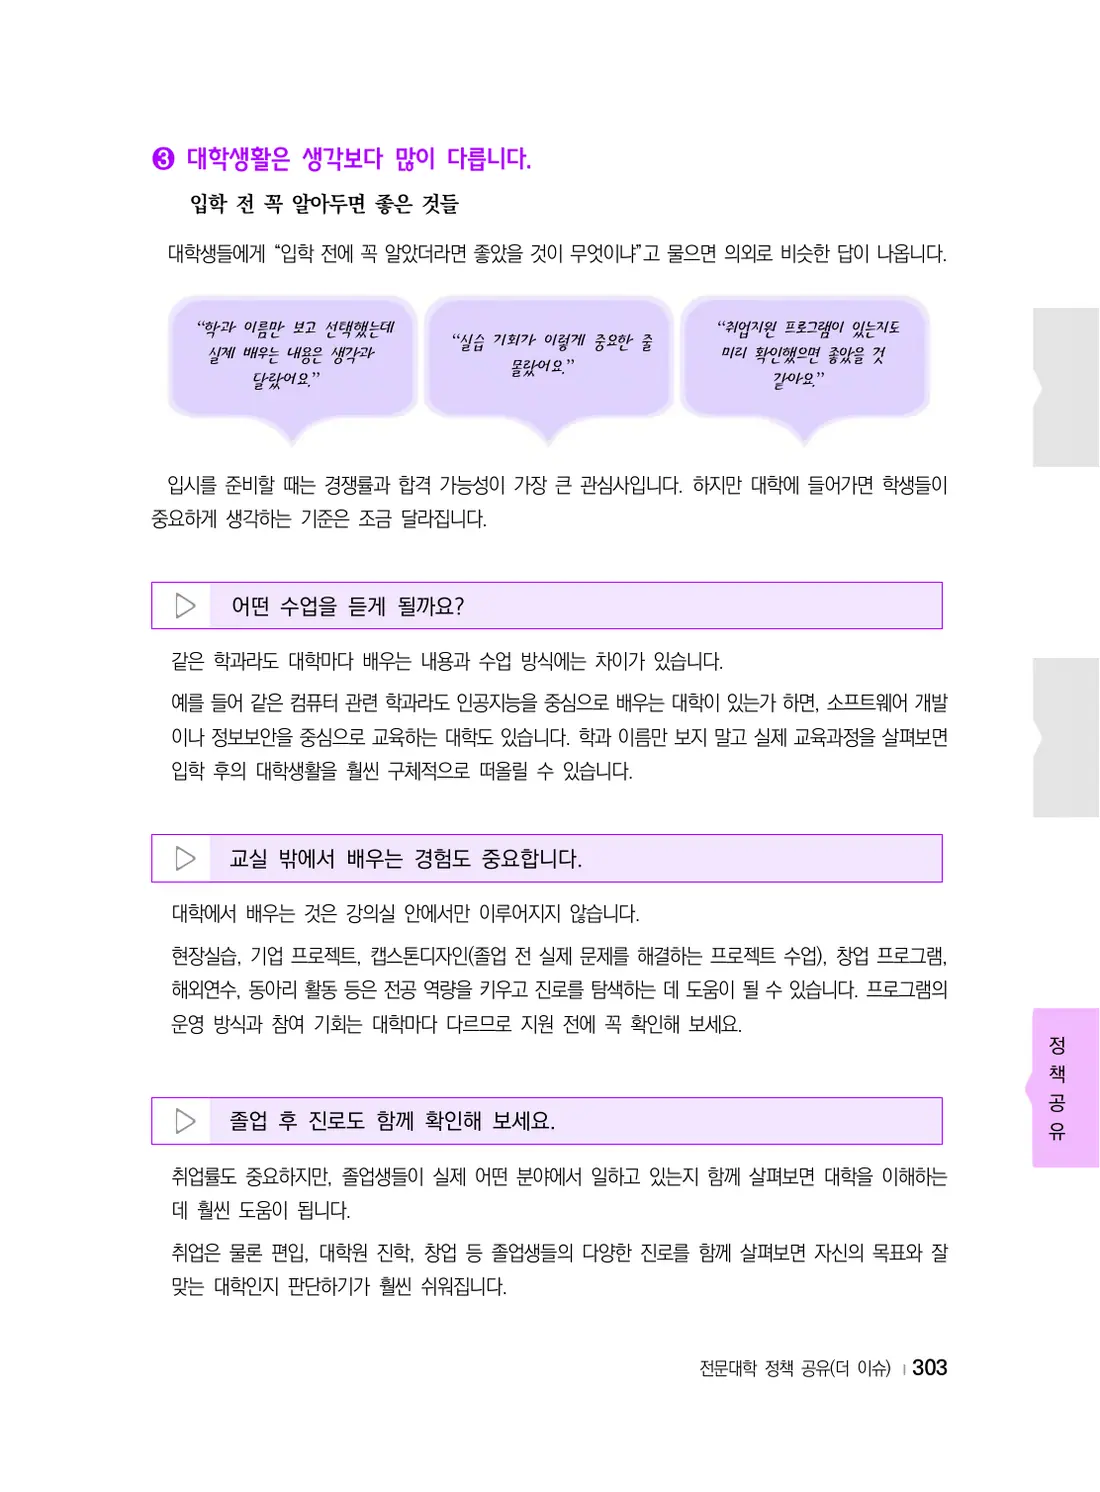 ❸ 대학생활은 생각보다 많이 다릅니다.
입학 전 꼭 알아두면 좋은 것들
대학생들에게 “입학 전에 꼭 알았더라면 좋았을 것이 무엇이냐”고 물으면 의외로 비슷한 답이 나옵니다.
“학과 이름만 보고 선택했는데
실제 배우는 내용은 생각과
달랐어요.”
“실습 기회가 이렇게 중요한 줄
몰랐어요.”
“취업지원 프로그램이 있는지도
미리 확인했으면 좋았을 것
같아요.”
입시를 준비할 때는 경쟁률과 합격 가능성이 가장 큰 관심사입니다. 하지만 대학에 들어가면 학생들이
중요하게 생각하는 기준은 조금 달라집니다.
어떤 수업을 듣게 될까요?
같은 학과라도 대학마다 배우는 내용과 수업 방식에는 차이가 있습니다.
예를 들어 같은 컴퓨터 관련 학과라도 인공지능을 중심으로 배우는 대학이 있는가 하면, 소프트웨어 개발
이나 정보보안을 중심으로 교육하는 대학도 있습니다. 학과 이름만 보지 말고 실제 교육과정을 살펴보면
입학 후의 대학생활을 훨씬 구체적으로 떠올릴 수 있습니다.
교실 밖에서 배우는 경험도 중요합니다.
대학에서 배우는 것은 강의실 안에서만 이루어지지 않습니다.
현장실습, 기업 프로젝트, 캡스톤디자인(졸업 전 실제 문제를 해결하는 프로젝트 수업), 창업 프로그램,
해외연수, 동아리 활동 등은 전공 역량을 키우고 진로를 탐색하는 데 도움이 될 수 있습니다. 프로그램의
운영 방식과 참여 기회는 대학마다 다르므로 지원 전에 꼭 확인해 보세요.
졸업 후 진로도 함께 확인해 보세요.
취업률도 중요하지만, 졸업생들이 실제 어떤 분야에서 일하고 있는지 함께 살펴보면 대학을 이해하는
데 훨씬 도움이 됩니다.
취업은 물론 편입, 대학원 진학, 창업 등 졸업생들의 다양한 진로를 함께 살펴보면 자신의 목표와 잘
맞는 대학인지 판단하기가 훨씬 쉬워집니다.
정
책
공
유
전문대학 정책 공유(더 이슈) | 303